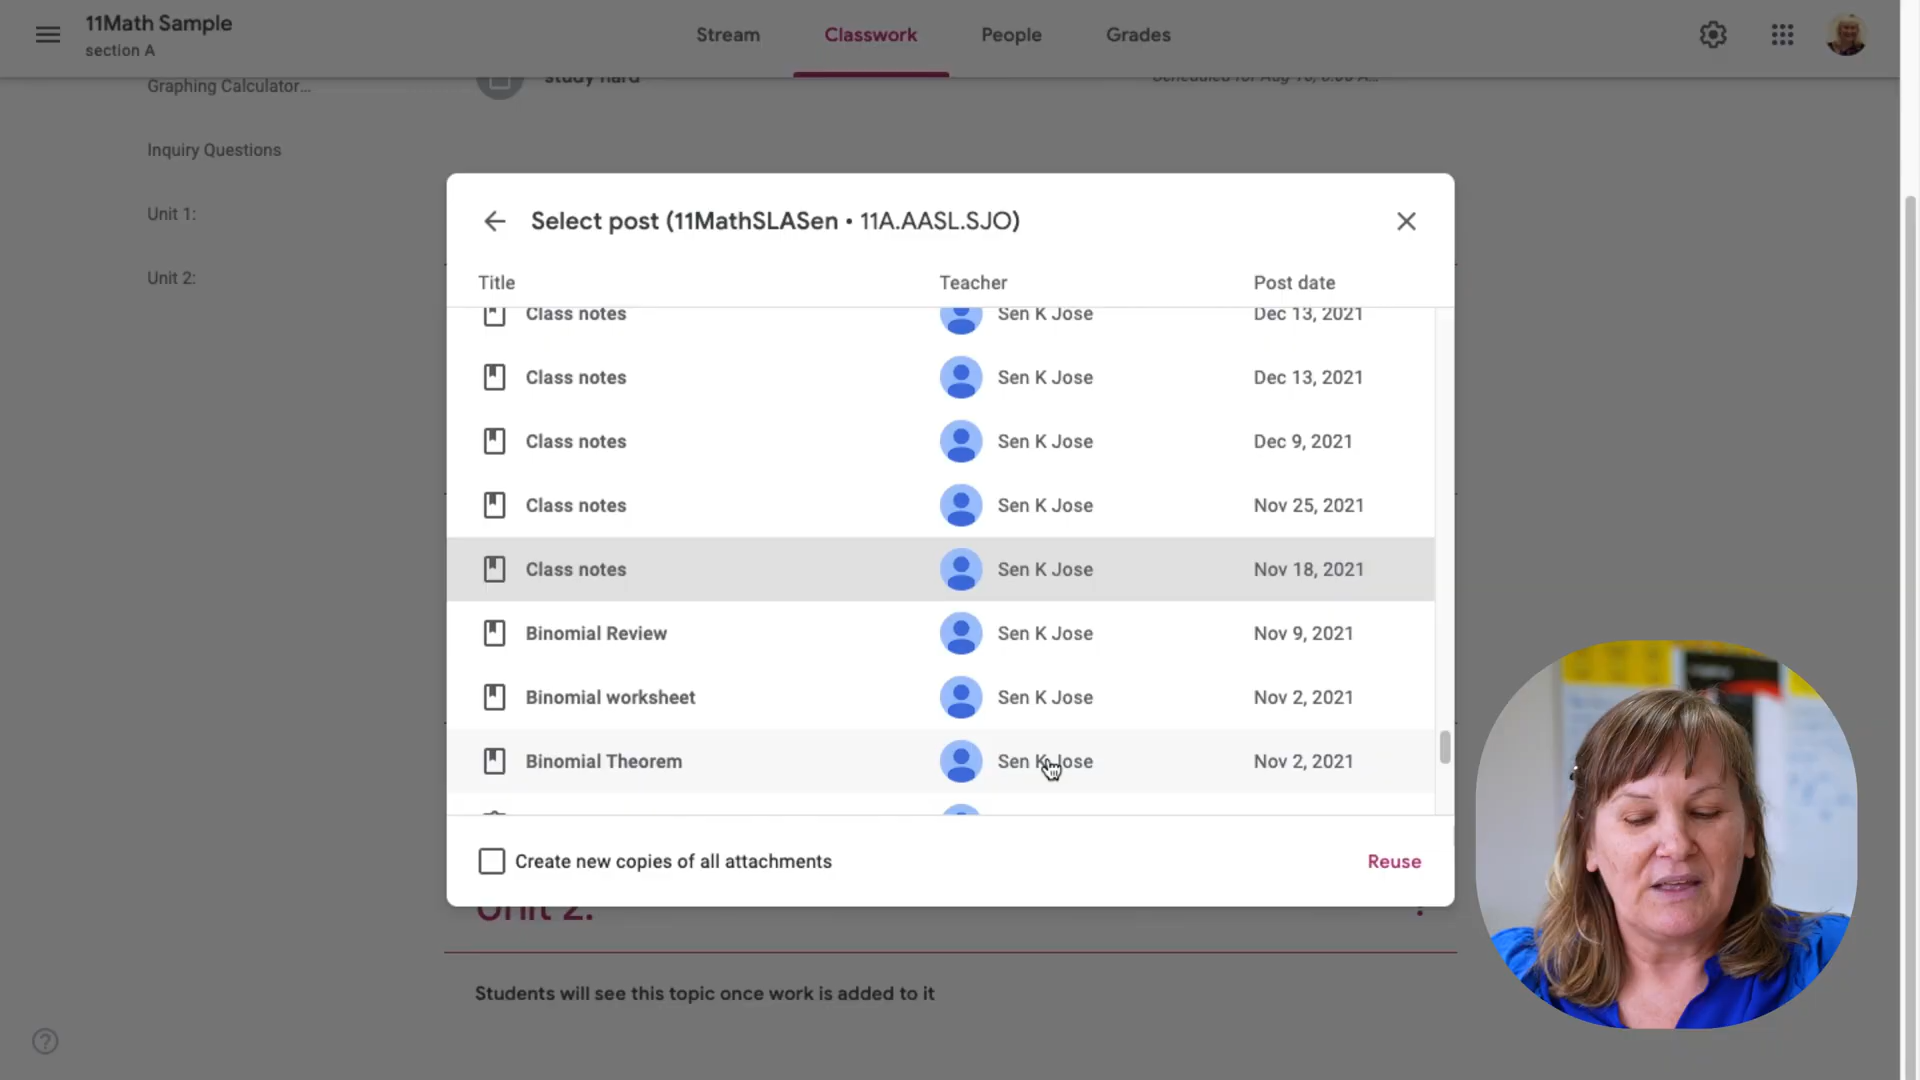 11Math Sample
section A
Stream
Classwork
People
Grades
Graphing Calculator...
study hard
Inquiry Questions
Unit 1:
Unit 2:
Select post (11MathSLASen • 11A.AASL.SJO)
Title Teacher Post date
Class notes Sen K Jose Dec 13, 2021
Class notes Sen K Jose Dec 13, 2021
Class notes Sen K Jose Dec 9, 2021
Class notes Sen K Jose Nov 25, 2021
Class notes Sen K Jose Nov 18, 2021
Binomial Review Sen K Jose Nov 9, 2021
Binomial worksheet Sen K Jose Nov 2, 2021
Binomial Theorem Sen K Jose Nov 2, 2021
Create new copies of all attachments
Reuse
Unit 2:
Students will see this topic once work is added to it